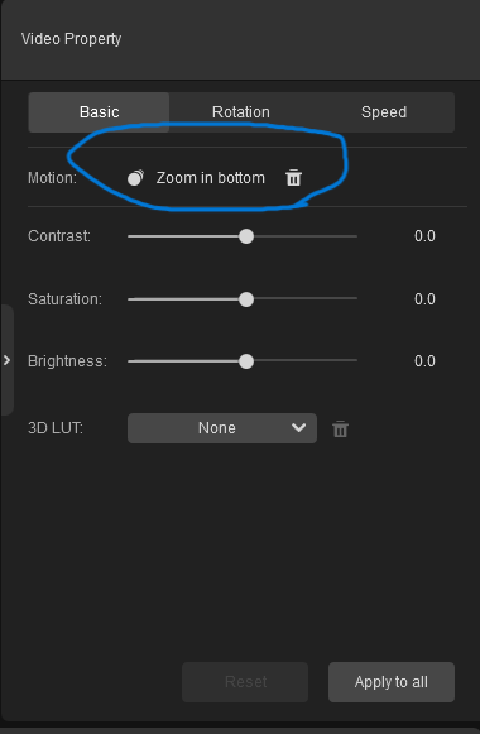 Video Property
Basic Rotation Speed
Motion: Zoom in bottom
Contrast: 0.0
Saturation: 0.0
Brightness: 0.0
3D LUT: None
Reset Apply to all